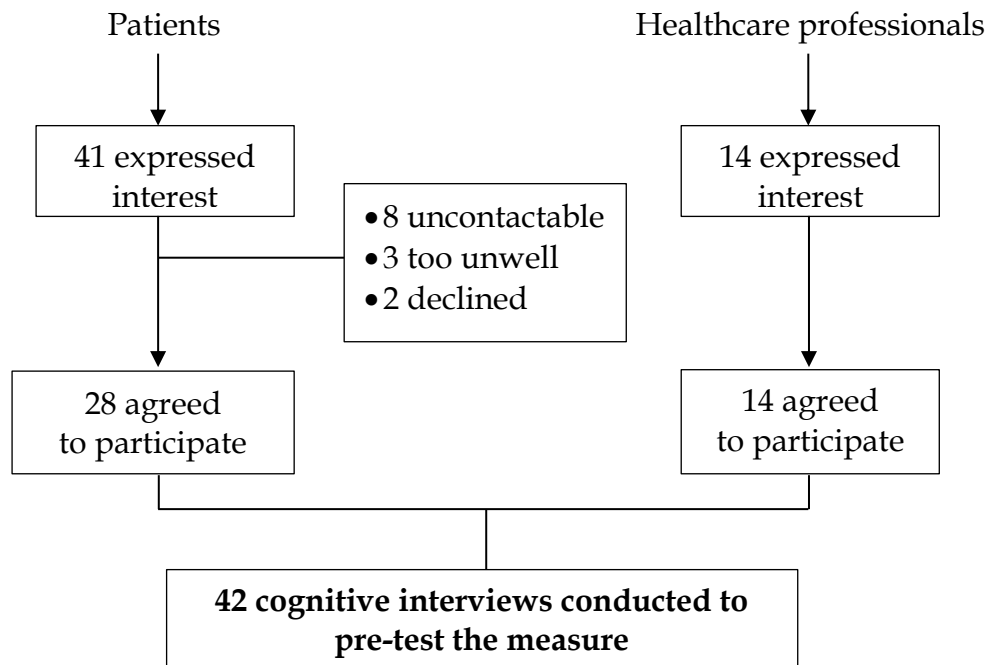 Patients
Healthcare professionals
41 expressed
interest
14 expressed
interest
•8 uncontactable
•3 too unwell
•2 declined
28 agreed
to participate
14 agreed
to participate
42 cognitive interviews conducted to
pre-test the measure